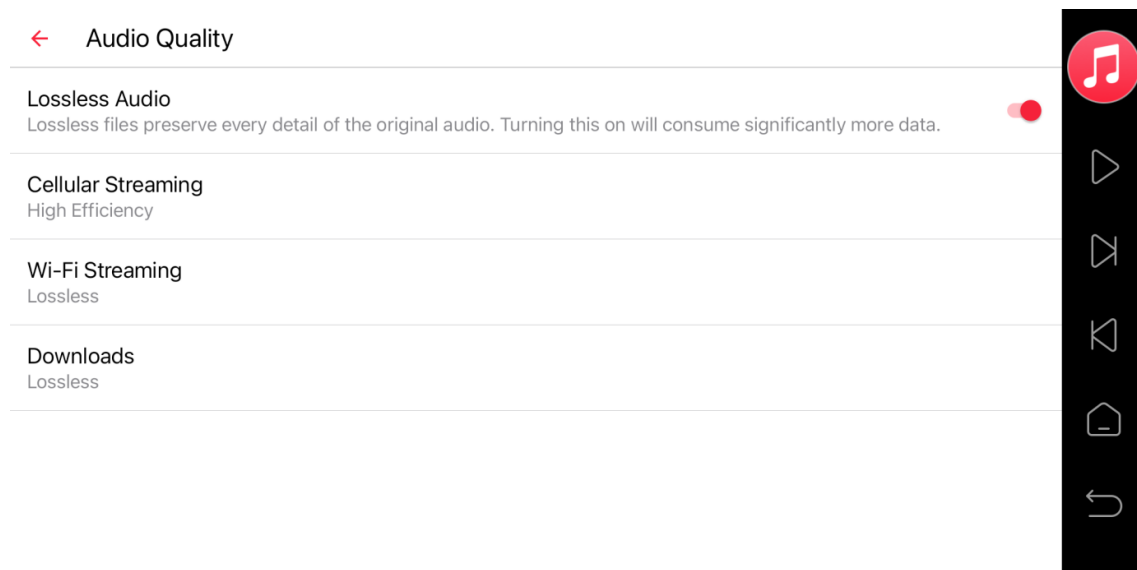 Audio Quality
Lossless Audio
Lossless files preserve every detail of the original audio. Turning this on will consume significantly more data.
Cellular Streaming
High Efficiency
Wi-Fi Streaming
Lossless
Downloads
Lossless